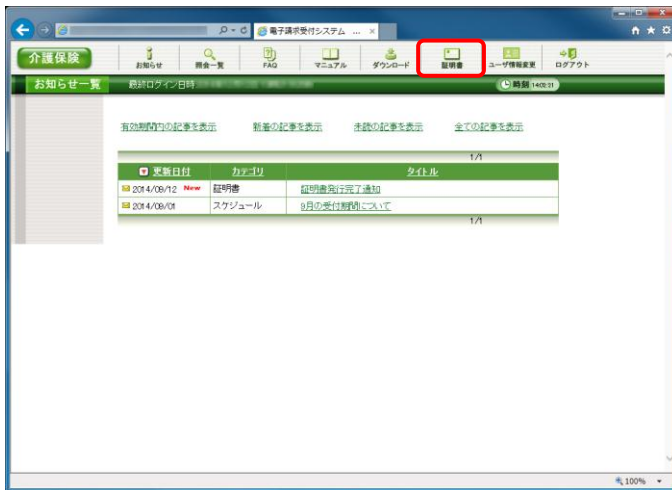 電子請求受付システム ... ×
介護保険
お知らせ 照会一覧 FAQ マニュアル ダウンロード 証明書 ユーザ情報変更 ログアウト
お知らせ一覧 最終ログイン日時
時刻 14:03:31
有効期間内の記事を表示 新着の記事を表示 未読の記事を表示 全ての記事を表示
1/1
更新日付 カテゴリ タイトル
2014/09/12 New 証明書 証明書発行完了通知
2014/09/01 スケジュール 9月の受付期間について
1/1
100%